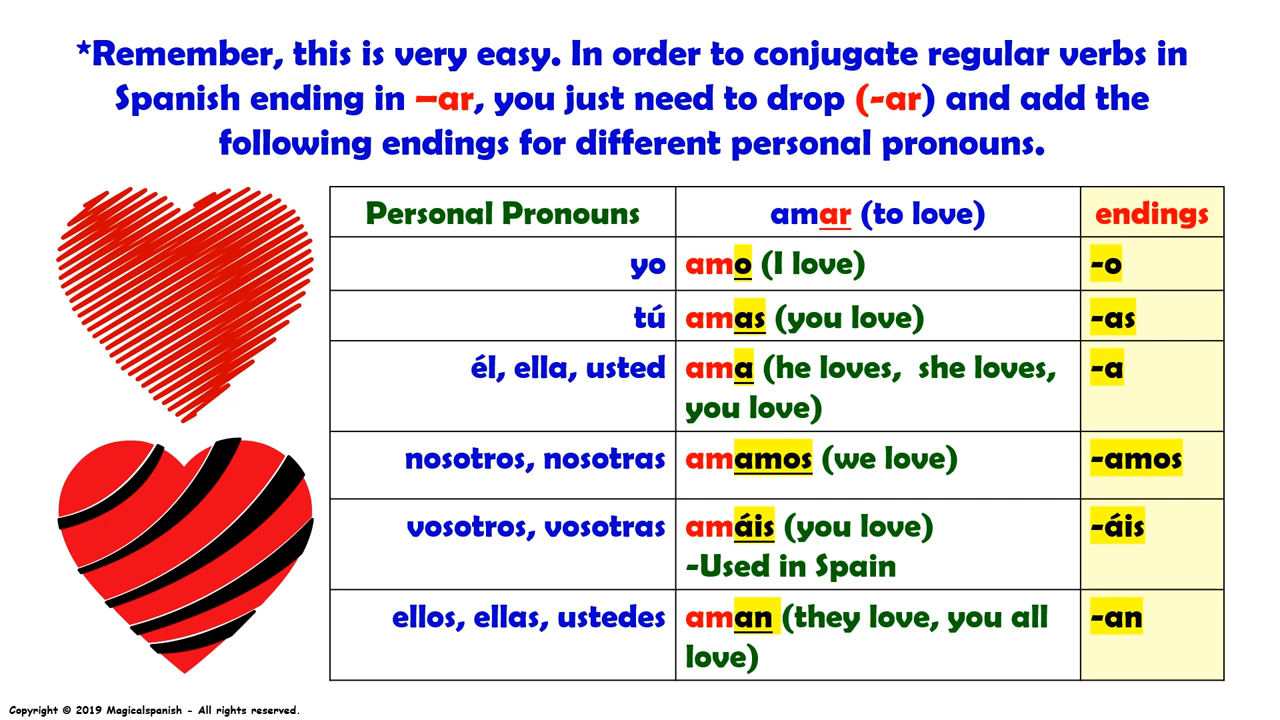 *Remember, this is very easy. In order to conjugate regular verbs in
Spanish ending in –ar, you just need to drop (-ar) and add the
following endings for different personal pronouns.
Personal Pronouns amar (to love) endings
yo amo (I love) -o
tú amas (you love) -as
él, ella, usted ama (he loves, she loves, -a
you love)
nosotros, nosotras amamos (we love) -amos
vosotros, vosotras amáis (you love) -áis
-Used in Spain
ellos, ellas, ustedes aman (they love, you all -an
love)
Copyright © 2019 Magicalspanish - All rights reserved.